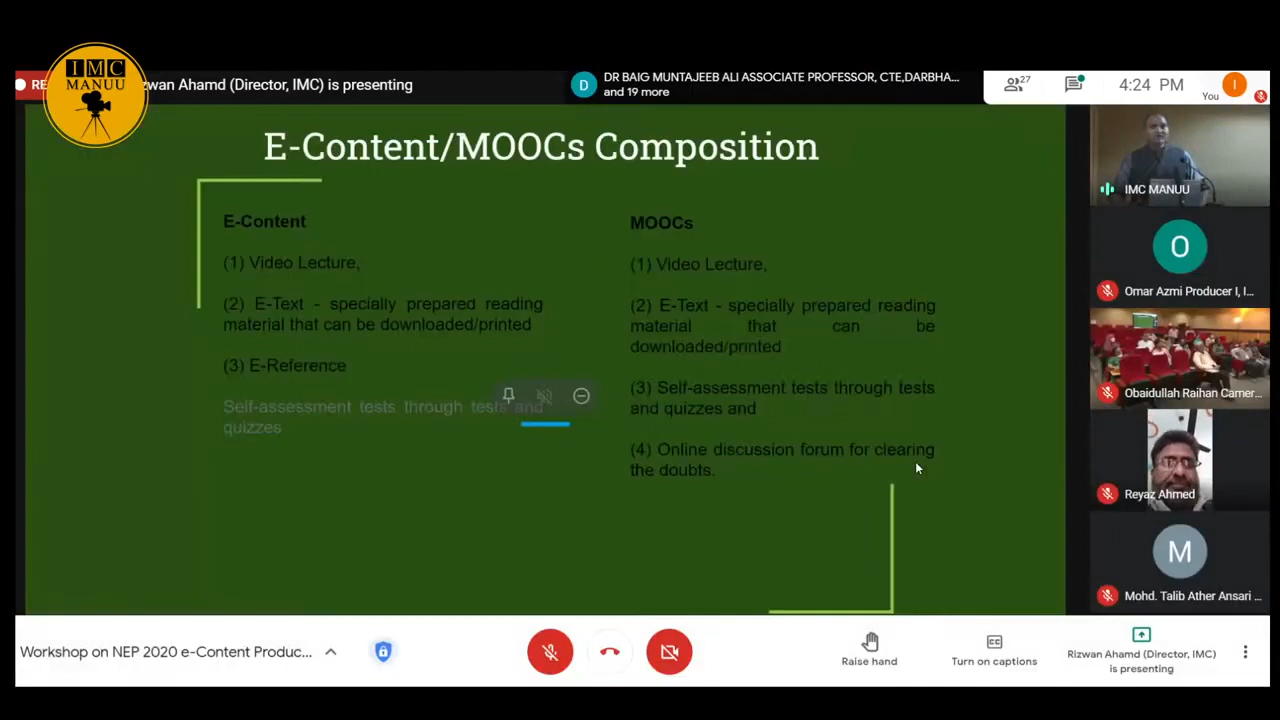 IMC
MANUU
RE
zwan Ahamd (Director, IMC) is presenting
D
DR BAIG MUNTAJEEB ALI ASSOCIATE PROFESSOR, CTE,DARBHA...
and 19 more
27
4:24 PM
You
I
E-Content/MOOCs Composition
E-Content
(1) Video Lecture,
(2) E-Text - specially prepared reading
material that can be downloaded/printed
(3) E-Reference
Self-assessment tests through tests and
quizzes
MOOCs
(1) Video Lecture,
(2) E-Text - specially prepared reading
material that can be
downloaded/printed
(3) Self-assessment tests through tests
and quizzes and
(4) Online discussion forum for clearing
the doubts.
IMC MANUU
O
Omar Azmi Producer I, I...
Obaidullah Raihan Camer...
Reyaz Ahmed
M
Mohd. Talib Ather Ansari ...
Workshop on NEP 2020 e-Content Produc...
Raise hand
CC
Turn on captions
Rizwan Ahamd (Director, IMC)
is presenting